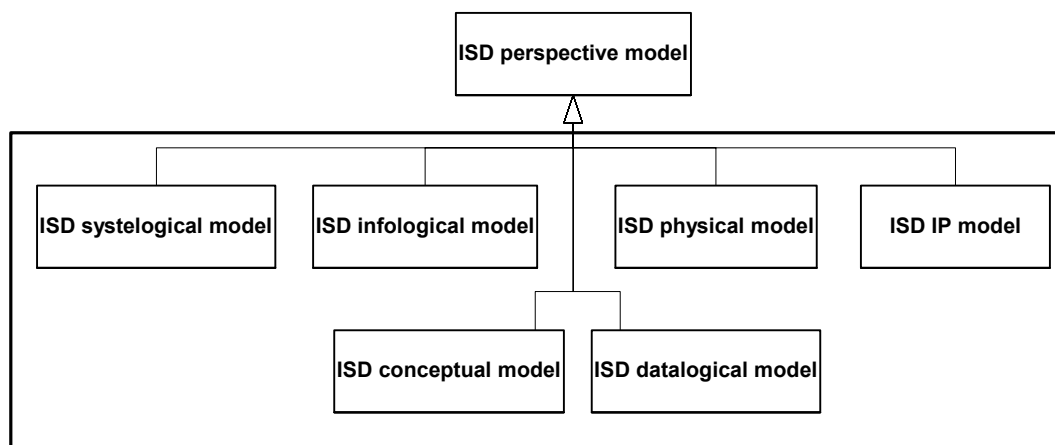 ISD perspective model
ISD systelogical model
ISD infological model
ISD physical model
ISD IP model
ISD conceptual model
ISD datalogical model